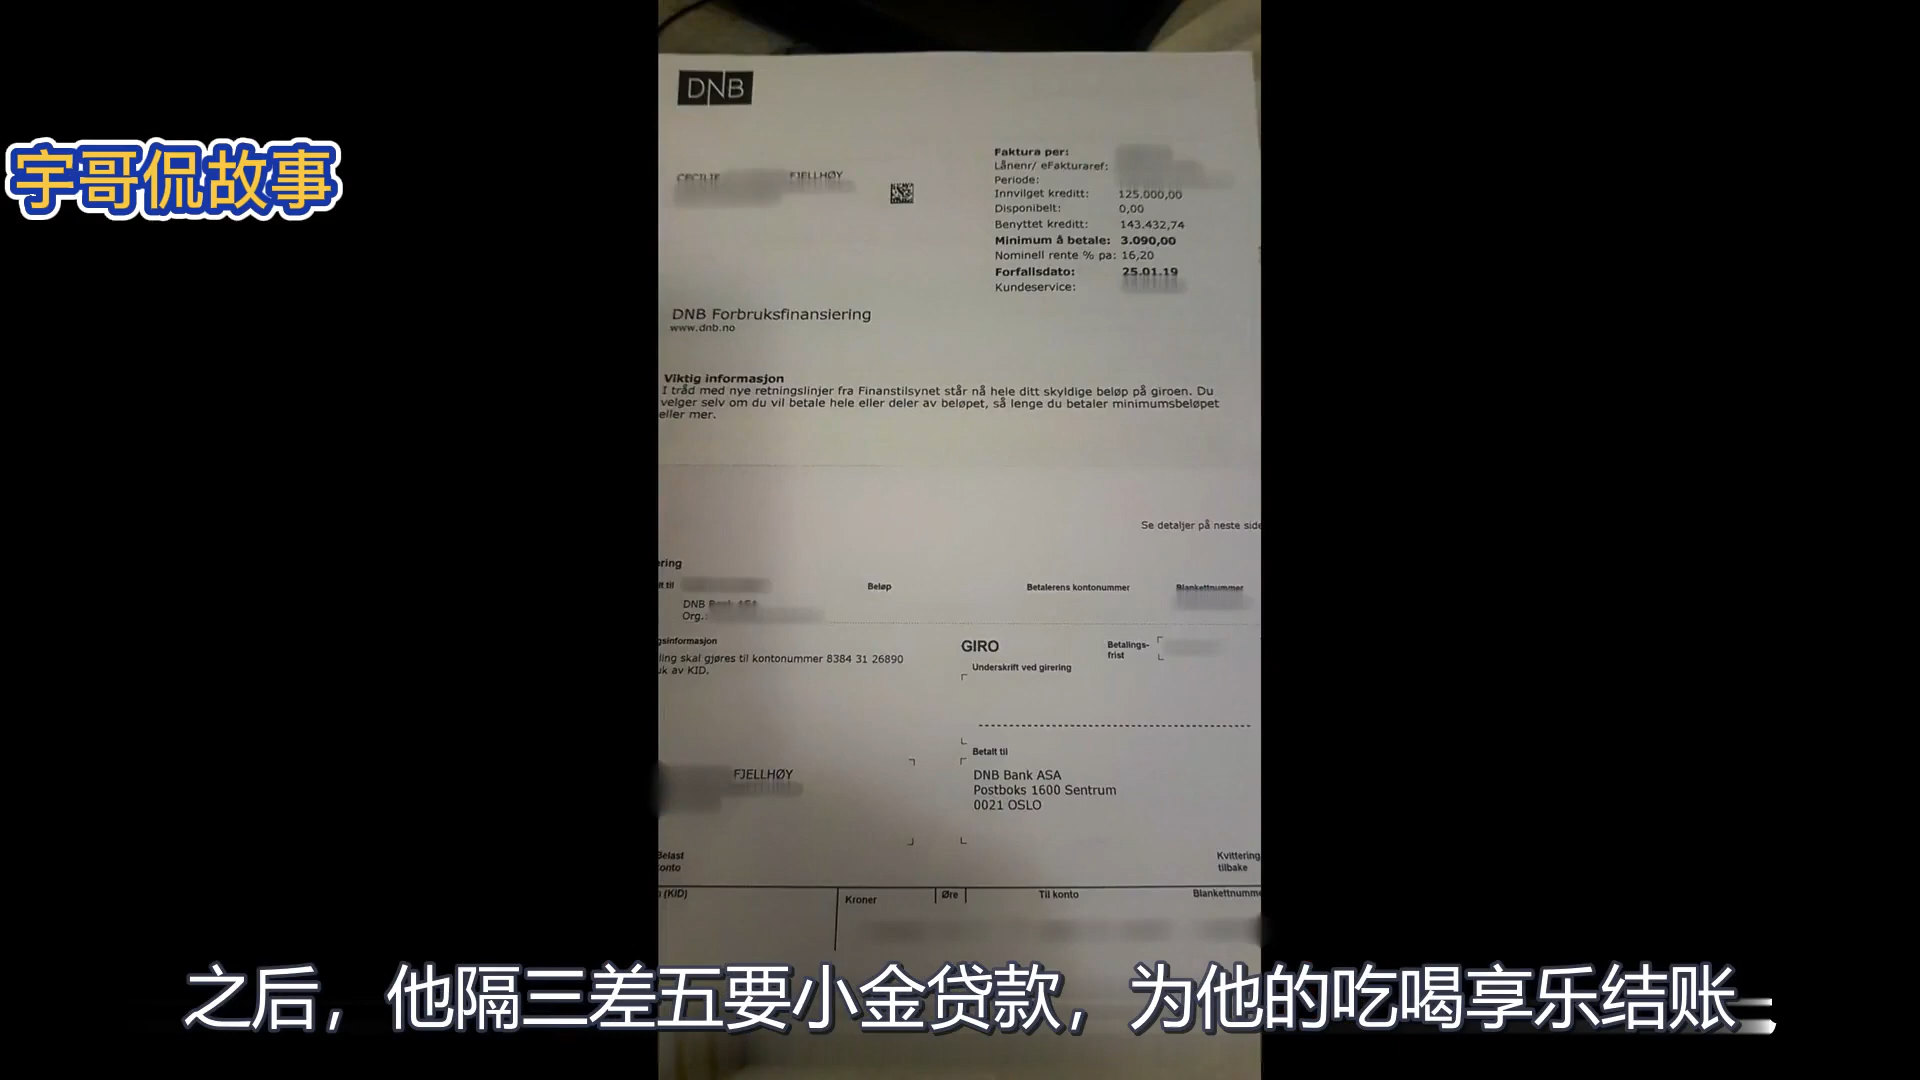 DNB
宇哥侃故事
CECILIE FJELLHØY
Faktura per:
Lånenr/ eFakturaref:
Periode:
Innvilget kreditt: 125.000,00
Disponibelt: 0,00
Benyttet kreditt: 143.432,74
Minimum å betale: 3.090,00
Nominell rente % pa: 16,20
Forfallsdato: 25.01.19
Kundeservice:
DNB Forbruksfinansiering
www.dnb.no
Viktig informasjon
I tråd med nye retningslinjer fra Finanstilsynet står nå hele ditt skyldige beløp på giroen. Du
velger selv om du vil betale hele eller deler av beløpet, så lenge du betaler minimumsbeløpet
eller mer.
Se detaljer på neste side
ring
t til
Beløp
Betalerens kontonummer
Blankettnummer
DNB Bank ASA
Org.:
gsinformasjon
ling skal gjøres til kontonummer 8384 31 26890
uk av KID.
GIRO
Betalings-
frist
Underskrift ved girering
Betalt til
FJELLHØY
DNB Bank ASA
Postboks 1600 Sentrum
0021 OSLO
Belast
konto
Kvittering
tilbake
(KID)
Kroner
Øre
Til konto
Blankettnumme
之后，他隔三差五要小金贷款，为他的吃喝享乐结账